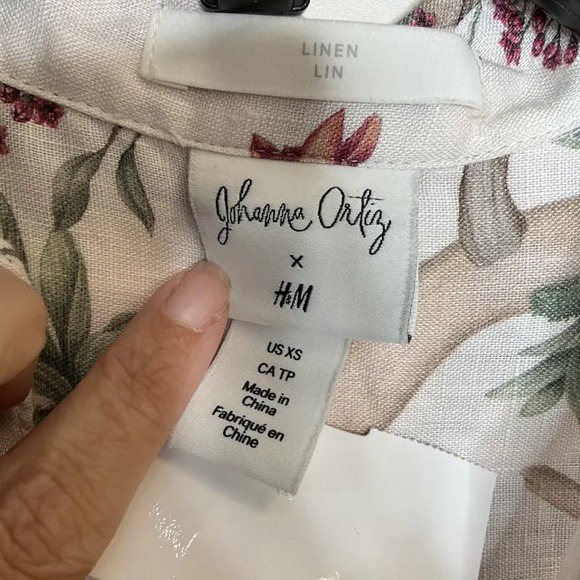 LINEN
LIN
Johanna Ortiz
×
H&M
US XS
CA TP
Made in
China
Fabriqué en
Chine